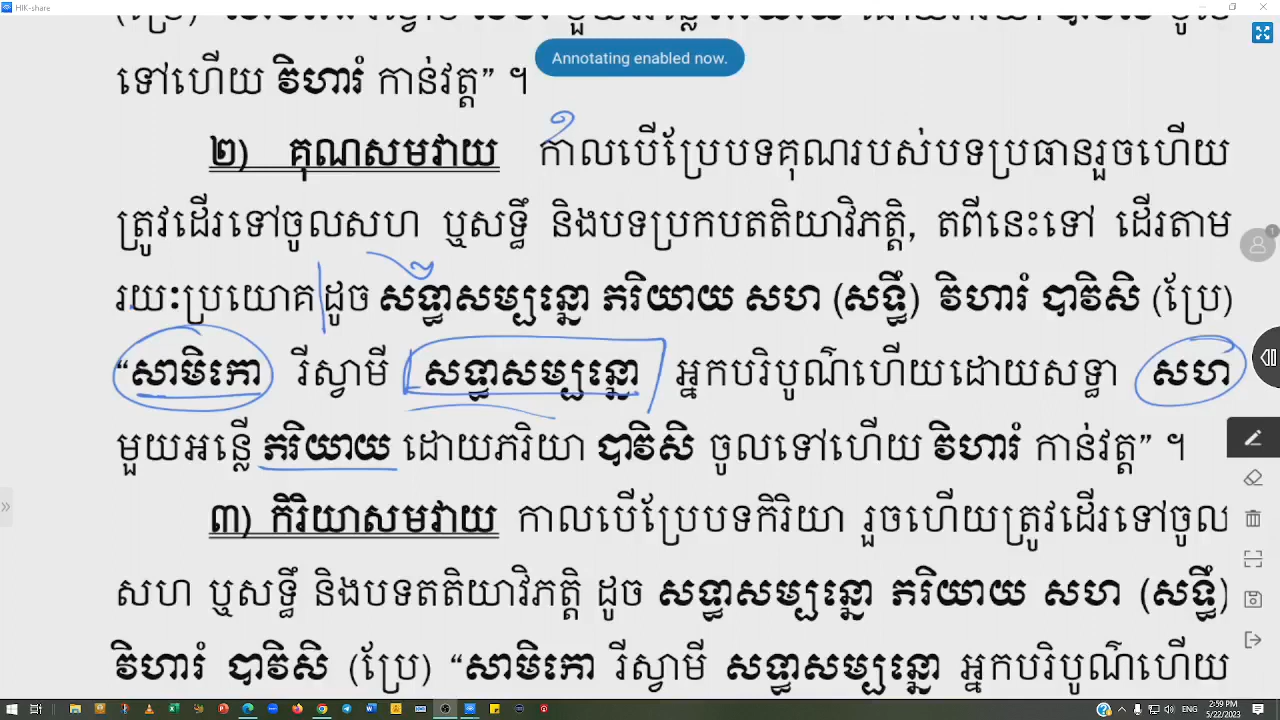 HIK-share
Annotating enabled now.
ទៅហើយ វិហារំ កាន់វត្ត” ។
២) គុណសមវាយ កាលបើប្រែបទគុណរបស់បទប្រធានរួចហើយ
ត្រូវដើរទៅចូលសហ ឬសទ្ធឹ និងបទប្រកបតតិយាវិភត្តិ, តពីនេះទៅ ដើរតាម
រយៈប្រយោគ ដូច សទ្ធាសម្បន្នោ ភរិយាយ សហ (សទ្ធឹ) វិហារំ បាវិសិ (ប្រែ)
“សាមិកោ រីស្វាមី សទ្ធាសម្បន្នោ អ្នកបរិបូណ៌ហើយដោយសទ្ធា សហ
មួយអន្លើ ភរិយាយ ដោយភរិយា បាវិសិ ចូលទៅហើយ វិហារំ កាន់វត្ត” ។
៣) កិរិយាសមវាយ កាលបើប្រែបទកិរិយា រួចហើយត្រូវដើរទៅចូល
សហ ឬសទ្ធឹ និងបទតតិយាវិភត្តិ ដូច សទ្ធាសម្បន្នោ ភរិយាយ សហ (សទ្ធឹ)
វិហារំ បាវិសិ (ប្រែ) “សាមិកោ រីស្វាមី សទ្ធាសម្បន្នោ អ្នកបរិបូណ៌ហើយ
2:59 PM
5/22/2023